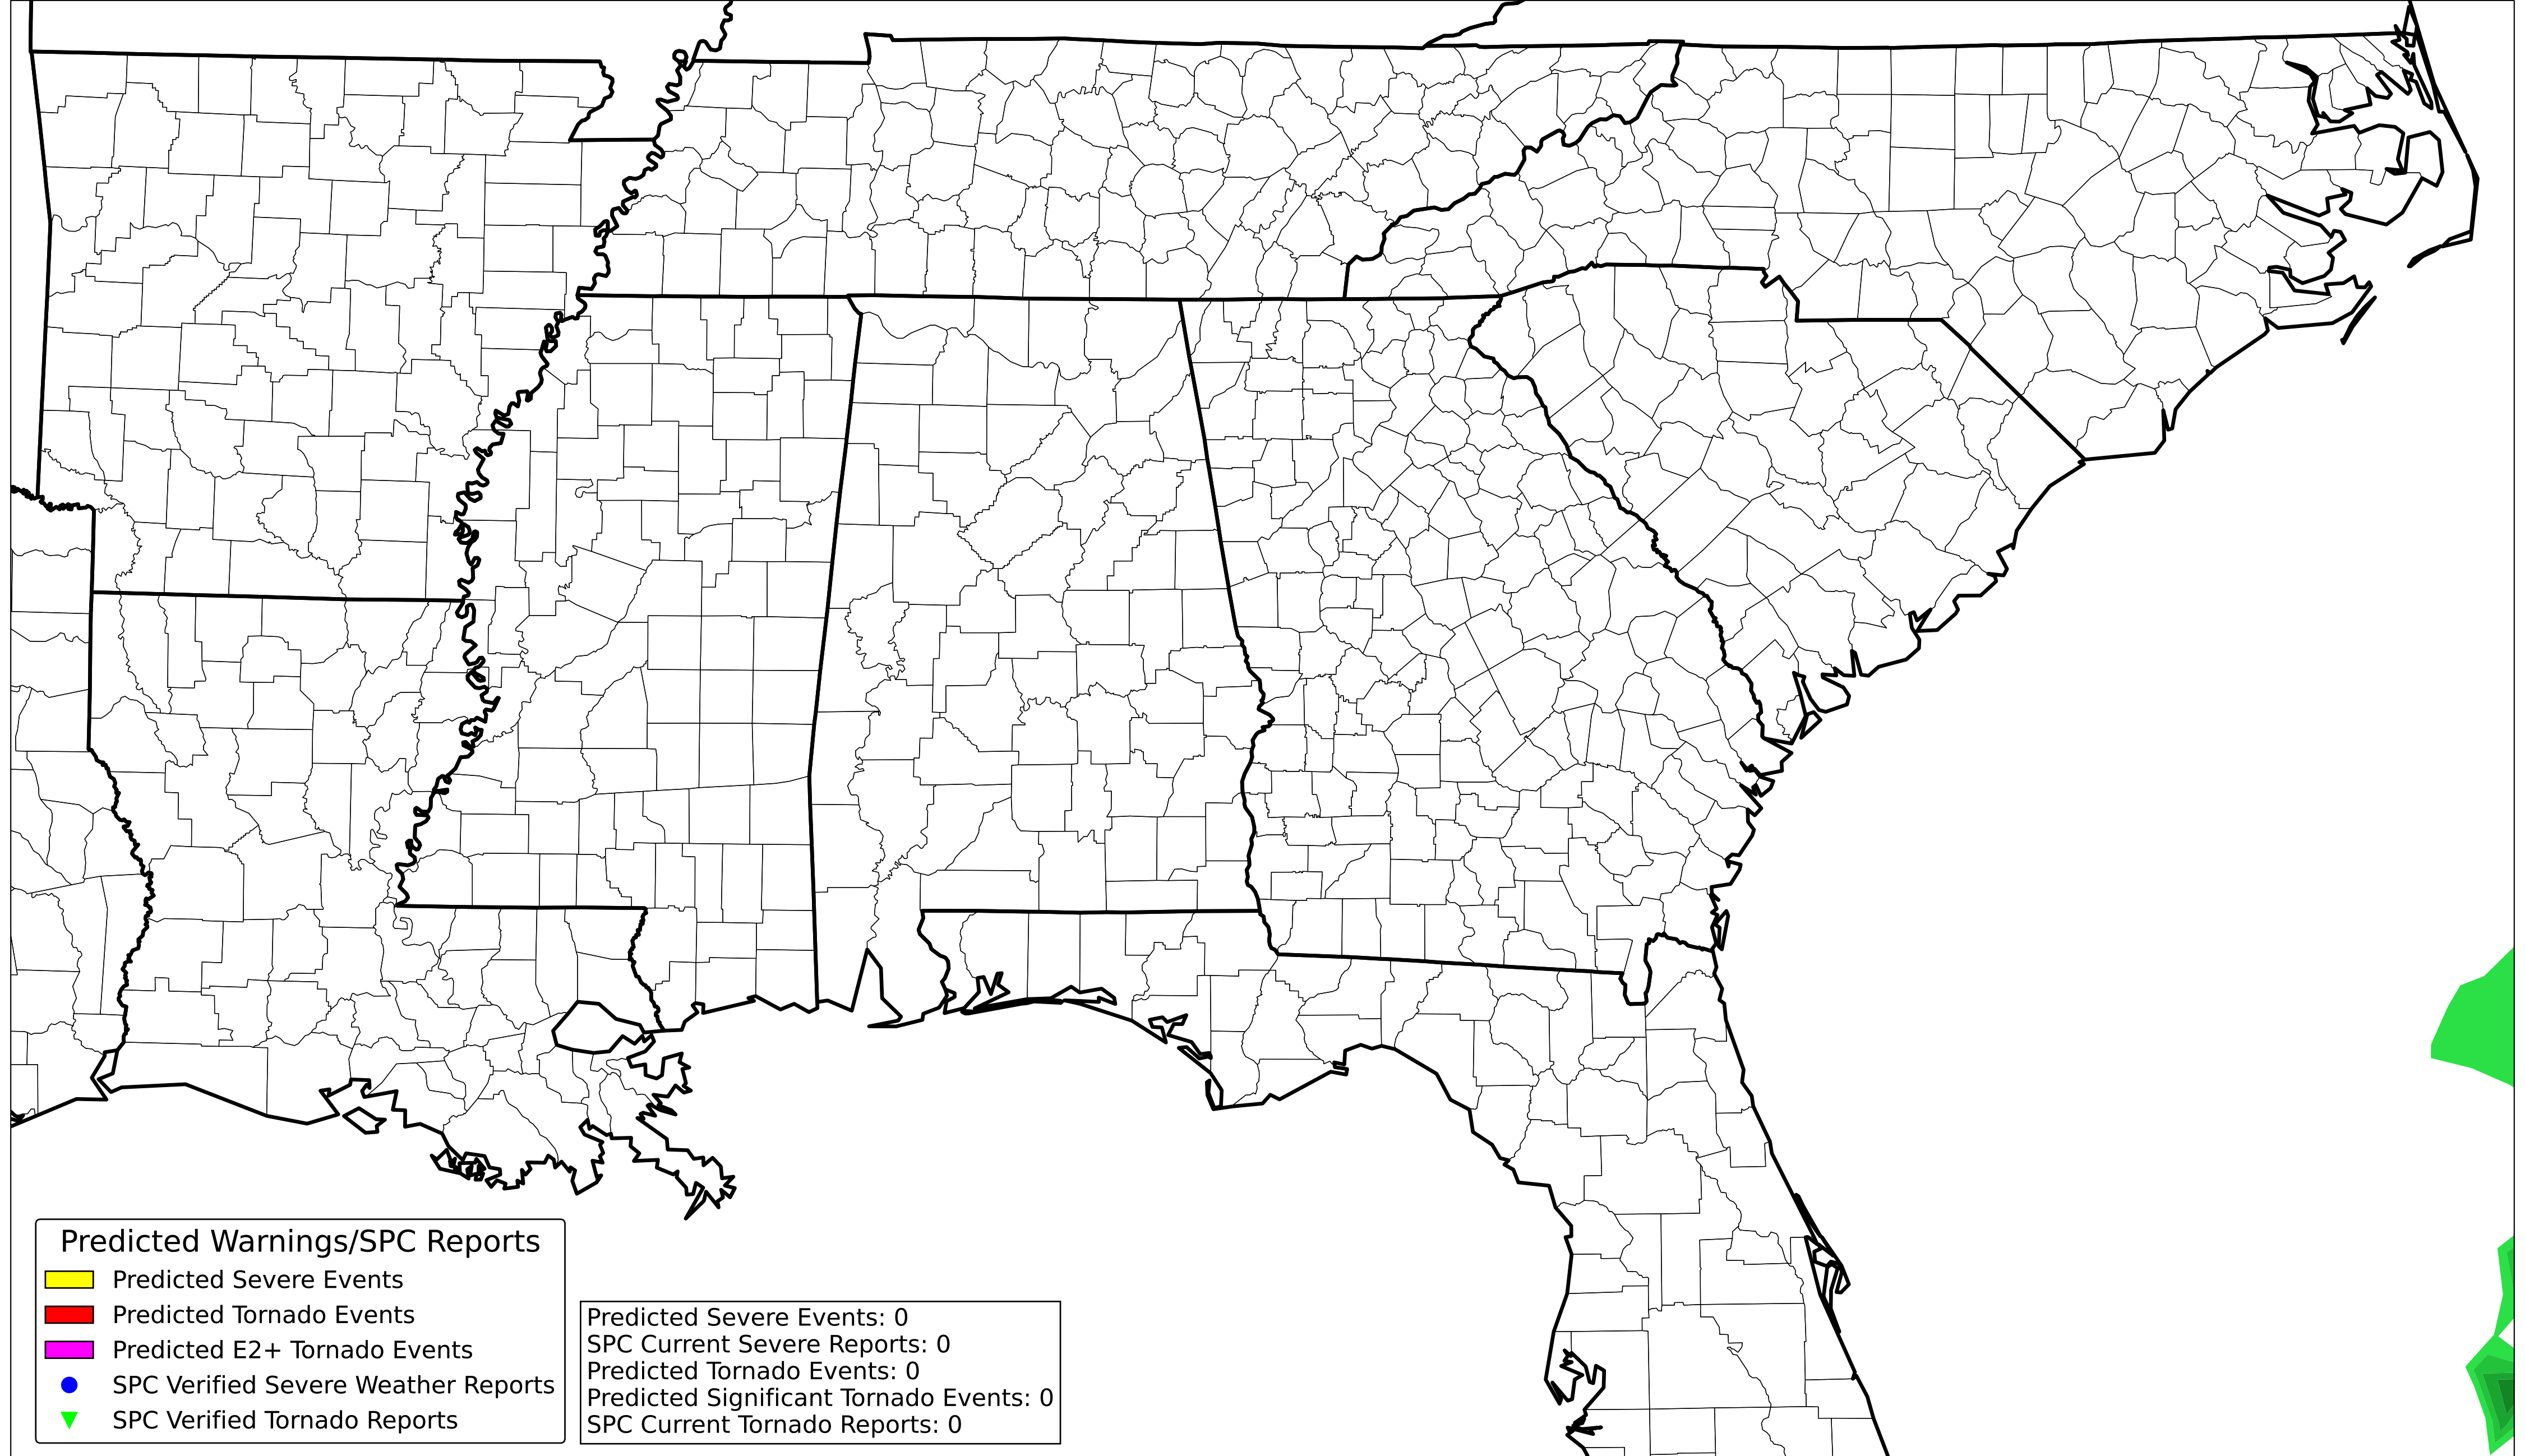 Predicted Warnings/SPC Reports
Predicted Severe Events
Predicted Tornado Events
Predicted E2+ Tornado Events
SPC Verified Severe Weather Reports
SPC Verified Tornado Reports
Predicted Severe Events: 0
SPC Current Severe Reports: 0
Predicted Tornado Events: 0
Predicted Significant Tornado Events: 0
SPC Current Tornado Reports: 0